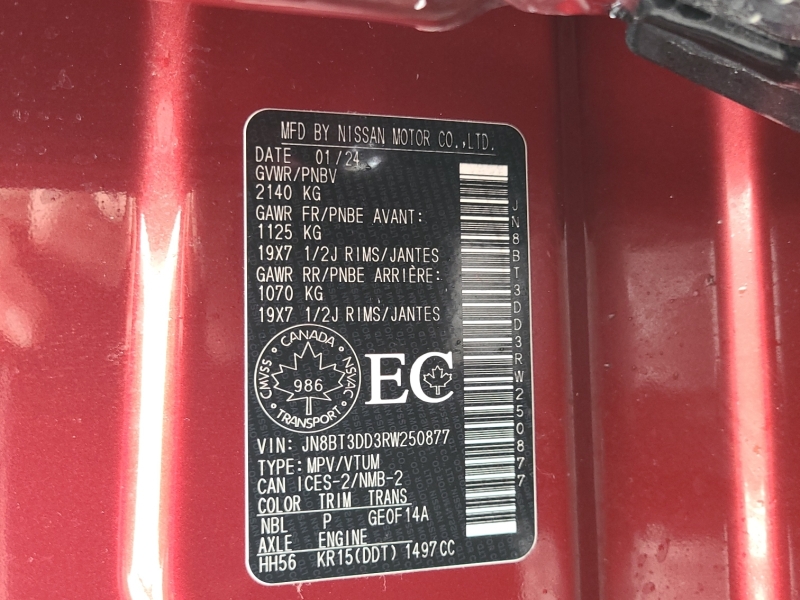 MFD BY NISSAN MOTOR CO.,LTD.
DATE 01/24
GVWR/PNBV
2140 KG
GAWR FR/PNBE AVANT:
1125 KG
19X7 1/2J RIMS/JANTES
GAWR RR/PNBE ARRIÈRE:
1070 KG
19X7 1/2J RIMS/JANTES
CANADA
CMVSS
NSVAC
986
TRANSPORT
EC
VIN: JN8BT3DD3RW250877
TYPE: MPV/VTUM
CAN ICES-2/NMB-2
COLOR TRIM TRANS
NBL P GE0F14A
AXLE ENGINE
HH56 KR15(DDT) 1497CC
JN8BT3DD3RW250877